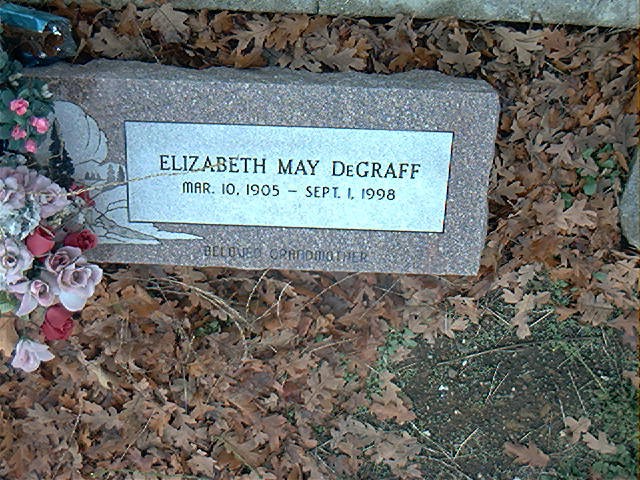 ELIZABETH MAY DeGRAFF
MAR. 10, 1905 – SEPT. 1, 1998
BELOVED GRANDMOTHER